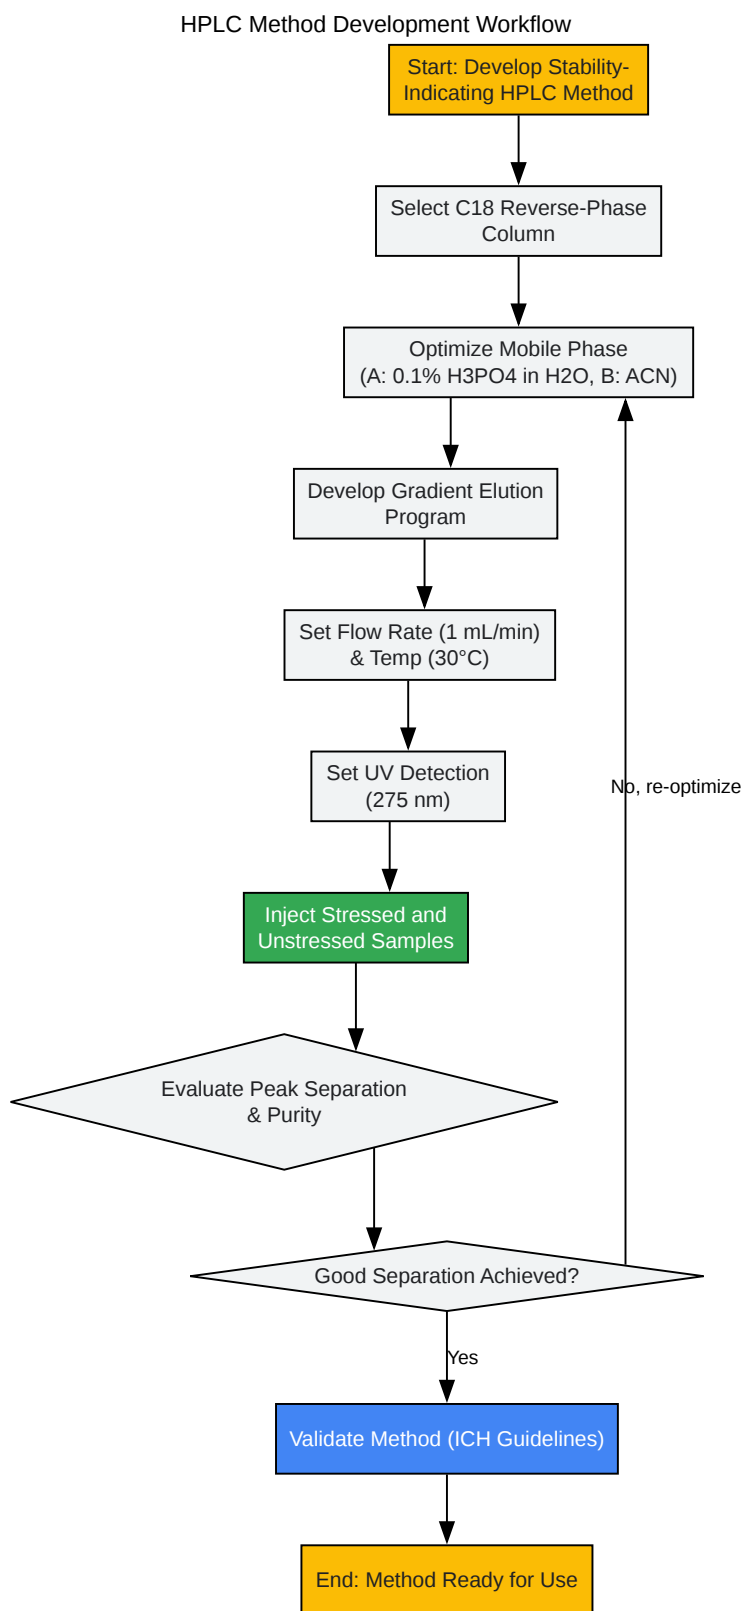 HPLC Method Development Workflow
Start: Develop Stability-
Indicating HPLC Method
Select C18 Reverse-Phase
Column
Optimize Mobile Phase
(A: 0.1% H3PO4 in H2O, B: ACN)
Develop Gradient Elution
Program
Set Flow Rate (1 mL/min)
& Temp (30°C)
Set UV Detection
(275 nm)
No, re-optimize
Inject Stressed and
Unstressed Samples
Evaluate Peak Separation
& Purity
Good Separation Achieved?
Yes
Validate Method (ICH Guidelines)
End: Method Ready for Use